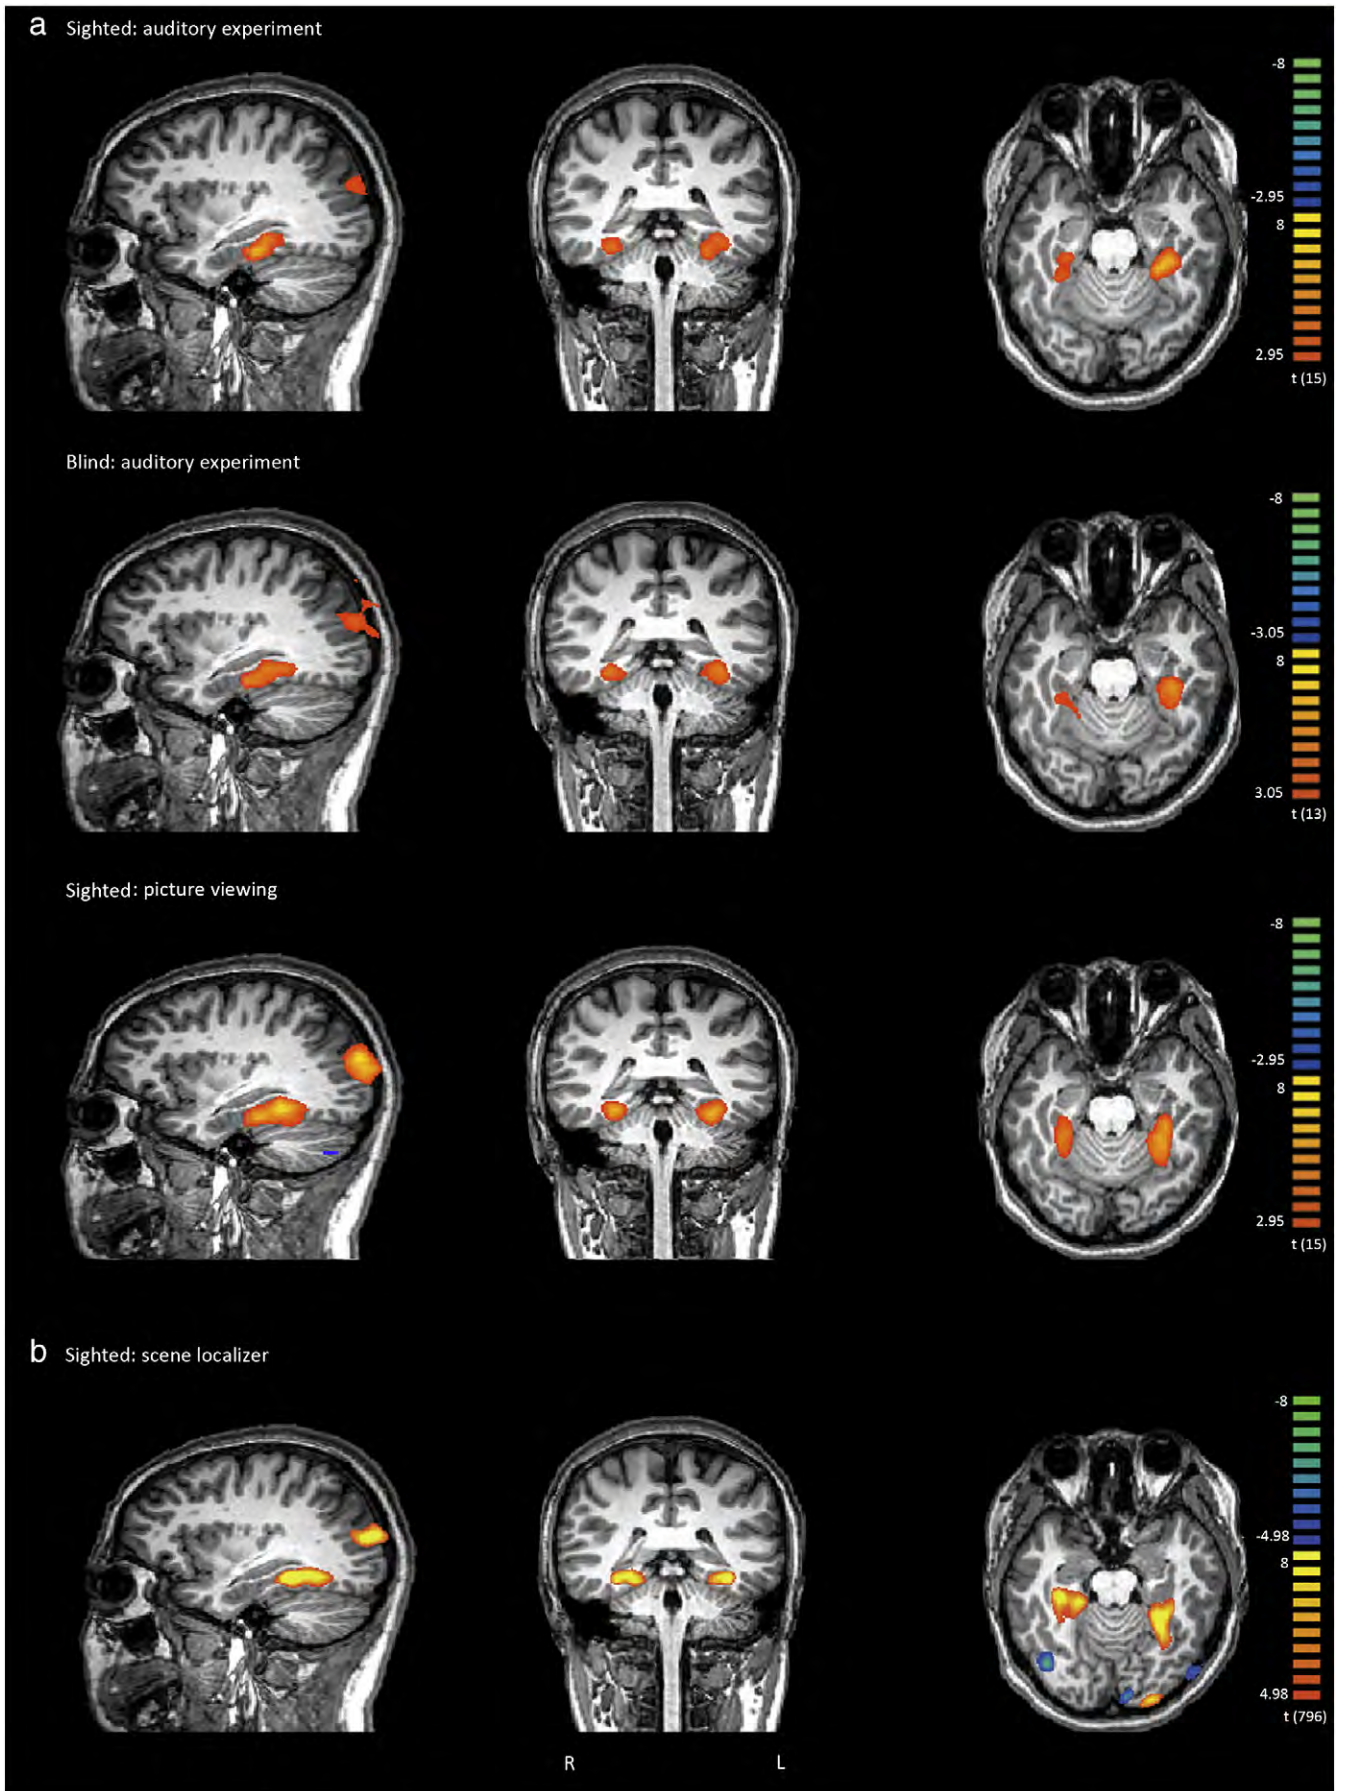 a Sighted: auditory experiment
-8
-2.95
8
2.95
t (15)
Blind: auditory experiment
-8
-3.05
8
3.05
t (13)
Sighted: picture viewing
-8
-2.95
8
2.95
t (15)
b Sighted: scene localizer
-8
-4.98
8
4.98
t (796)
R L